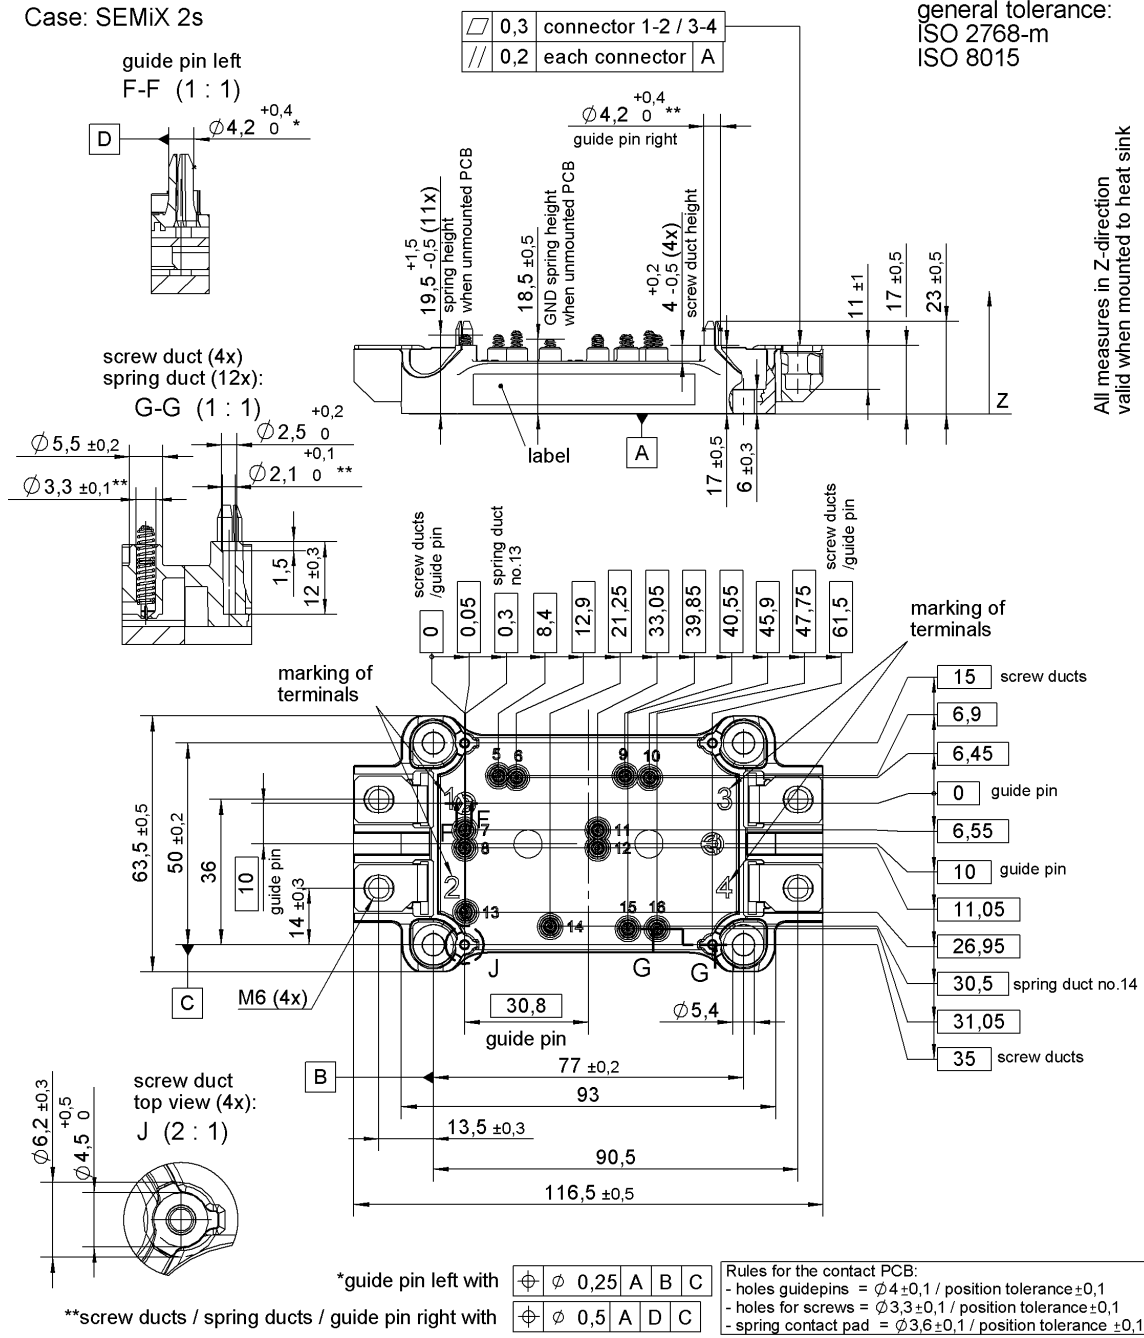 Case: SEMiX 2s
general tolerance:
ISO 2768-m
ISO 8015
0,3 connector 1-2 / 3-4
// 0,2 each connector A
guide pin left
F-F (1 : 1)
D
∅4,2 +0,4 0 *
∅4,2 +0,4 0 **
guide pin right
19,5 +1,5 -0,5 (11x)
spring height
when unmounted PCB
18,5 ±0,5
GND spring height
when unmounted PCB
4 +0,2 -0,5 (4x)
screw duct height
11 ±1
17 ±0,5
23 ±0,5
Z
All measures in Z-direction
valid when mounted to heat sink
label
A
17 ±0,5
6 ±0,3
screw duct (4x)
spring duct (12x):
G-G (1 : 1)
∅5,5 ±0,2
∅2,5 +0,2 0
∅3,3 ±0,1**
∅2,1 +0,1 0 **
1,5
12 ±0,3
screw ducts
/guide pin
spring duct
no.13
screw ducts
/guide pin
0
0,05
0,3
8,4
12,9
21,25
33,05
39,85
40,55
45,9
47,75
61,5
marking of
terminals
marking of
terminals
15 screw ducts
6,9
6,45
0 guide pin
6,55
10 guide pin
11,05
26,95
30,5 spring duct no.14
31,05
35 screw ducts
5 6 9 10
1 3
F F
7 11
8 12
2 4
13 14 15 16
J G G
63,5 ±0,5
50 ±0,2
36
10
guide pin
14 ±0,3
C
M6 (4x)
30,8
guide pin
∅5,4
B
77 ±0,2
93
13,5 ±0,3
90,5
116,5 ±0,5
screw duct
top view (4x):
J (2 : 1)
∅6,2 ±0,3
∅4,5 +0,5 0
*guide pin left with ⌖ ∅ 0,25 A B C
**screw ducts / spring ducts / guide pin right with ⌖ ∅ 0,5 A D C
Rules for the contact PCB:
- holes guidepins = ∅4±0,1 / position tolerance±0,1
- holes for screws = ∅3,3±0,1 / position tolerance±0,1
- spring contact pad = ∅3,6±0,1 / position tolerance ±0,1